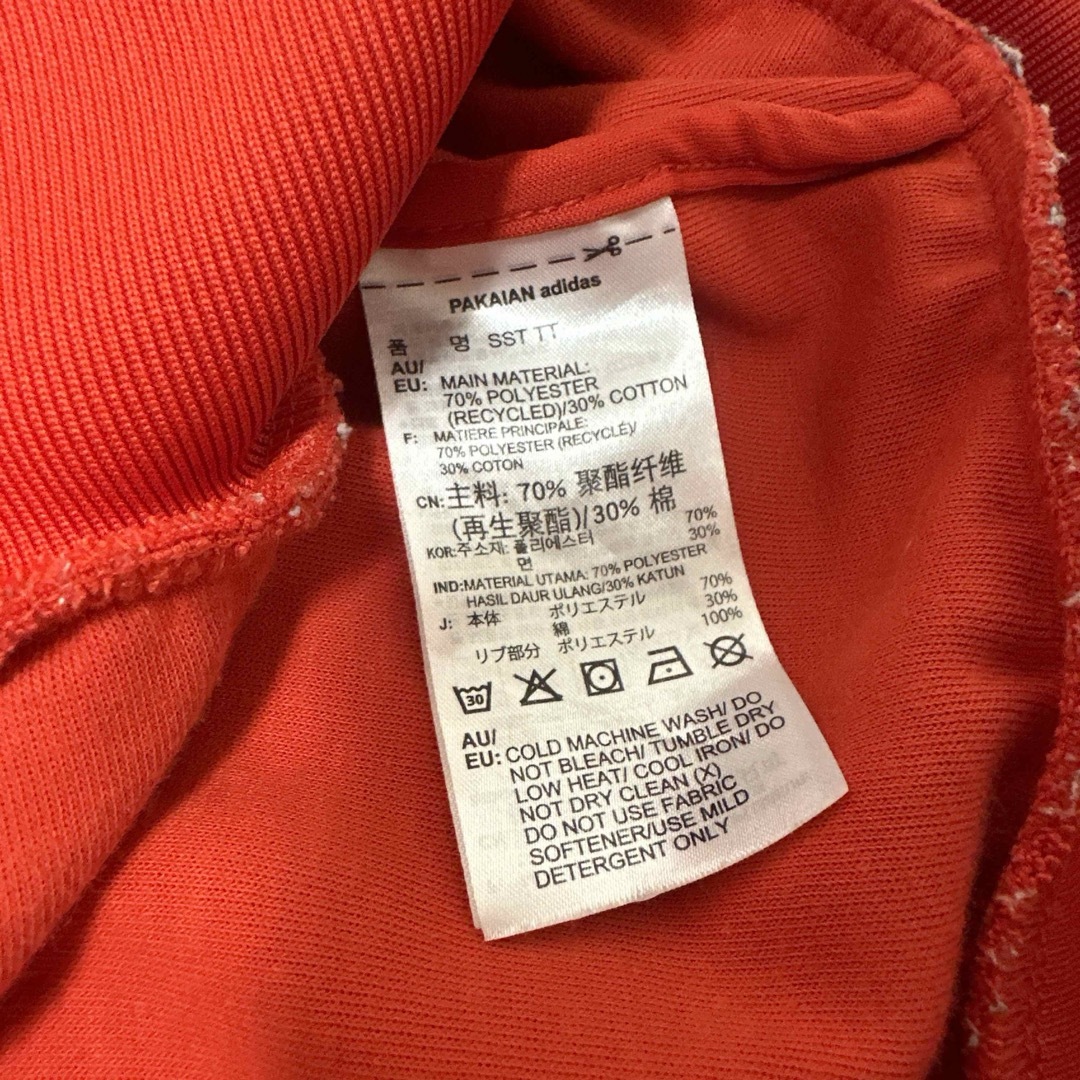 PAKAIAN adidas
품 명 SST TT
AU/
EU: MAIN MATERIAL:
70% POLYESTER
(RECYCLED)/30% COTTON
F: MATIERE PRINCIPALE:
70% POLYESTER (RECYCLÉ)/
30% COTON
CN: 主料: 70% 聚酯纤维
(再生聚酯)/30% 棉
KOR: 주소재: 폴리에스터 70%
면 30%
IND: MATERIAL UTAMA: 70% POLYESTER
HASIL DAUR ULANG/30% KATUN
J: 本体 ポリエステル 70%
綿 30%
リブ部分 ポリエステル 100%
30
AU/
EU: COLD MACHINE WASH/ DO
NOT BLEACH/ TUMBLE DRY
LOW HEAT/ COOL IRON/ DO
NOT DRY CLEAN (X)
DO NOT USE FABRIC
SOFTENER/USE MILD
DETERGENT ONLY